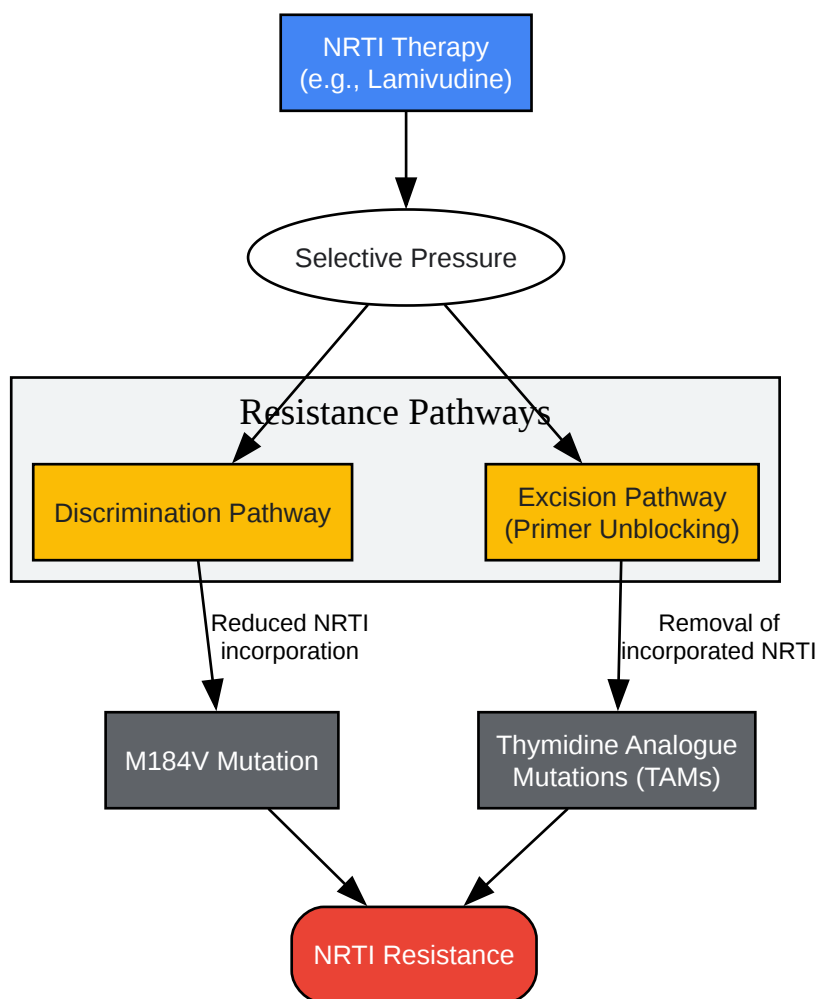 NRTI Therapy
(e.g., Lamivudine)
Selective Pressure
Resistance Pathways
Discrimination Pathway
Excision Pathway
(Primer Unblocking)
Reduced NRTI
incorporation
Removal of
incorporated NRTI
M184V Mutation
Thymidine Analogue
Mutations (TAMs)
NRTI Resistance